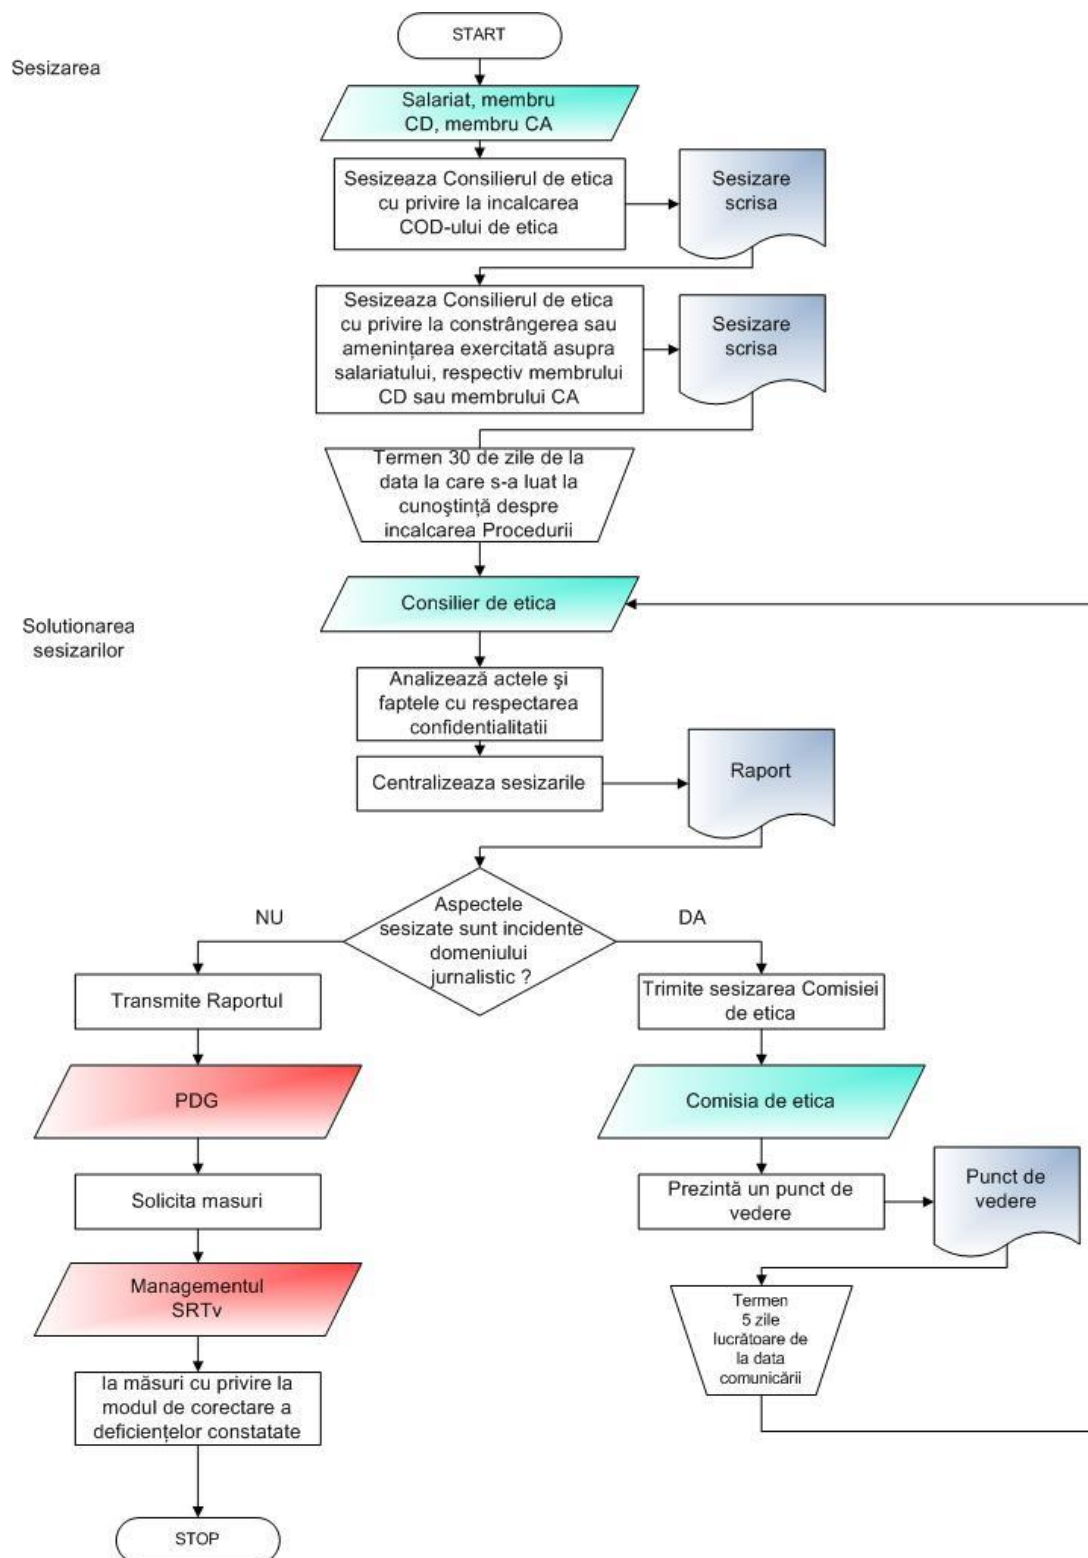 START
Sesizarea
Salariat, membru
CD, membru CA
Sesizeaza Consilierul de etica
cu privire la incalcarea
COD-ului de etica
Sesizare
scrisa
Sesizeaza Consilierul de etica
cu privire la constrângerea sau
amenințarea exercitată asupra
salariatului, respectiv membrului
CD sau membrului CA
Sesizare
scrisa
Termen 30 de zile de la
data la care s-a luat la
cunoştință despre
incalcarea Procedurii
Consilier de etica
Solutionarea
sesizarilor
Analizează actele şi
faptele cu respectarea
confidentialitatii
Centralizeaza sesizarile
Raport
Aspectele
sesizate sunt incidente
domeniului
jurnalistic ?
NU
DA
Transmite Raportul
PDG
Solicita masuri
Managementul
SRTv
Ia măsuri cu privire la
modul de corectare a
deficiențelor constatate
STOP
Trimite sesizarea Comisiei
de etica
Comisia de etica
Prezintă un punct de
vedere
Punct de
vedere
Termen
5 zile
lucrătoare de
la data
comunicării